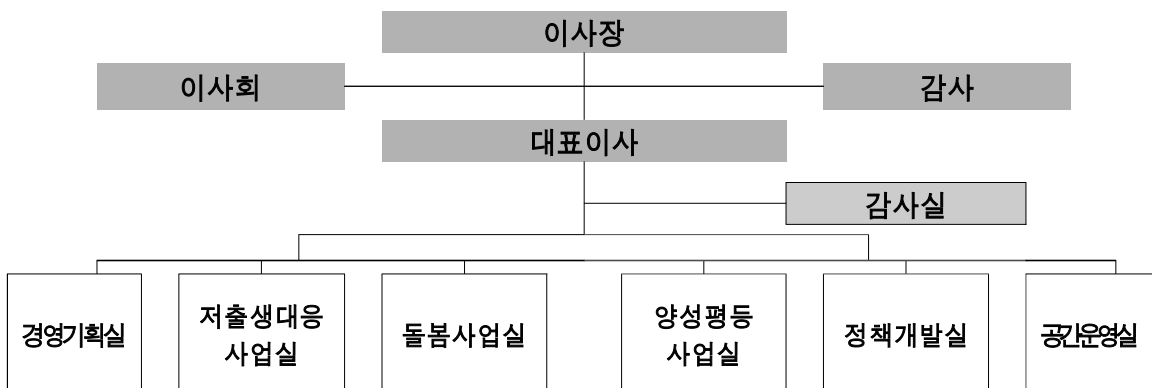 이사장
이사회
감사
대표이사
감사실
경영기획실
저출생대응
사업실
돌봄사업실
양성평등
사업실
정책개발실
공간운영실